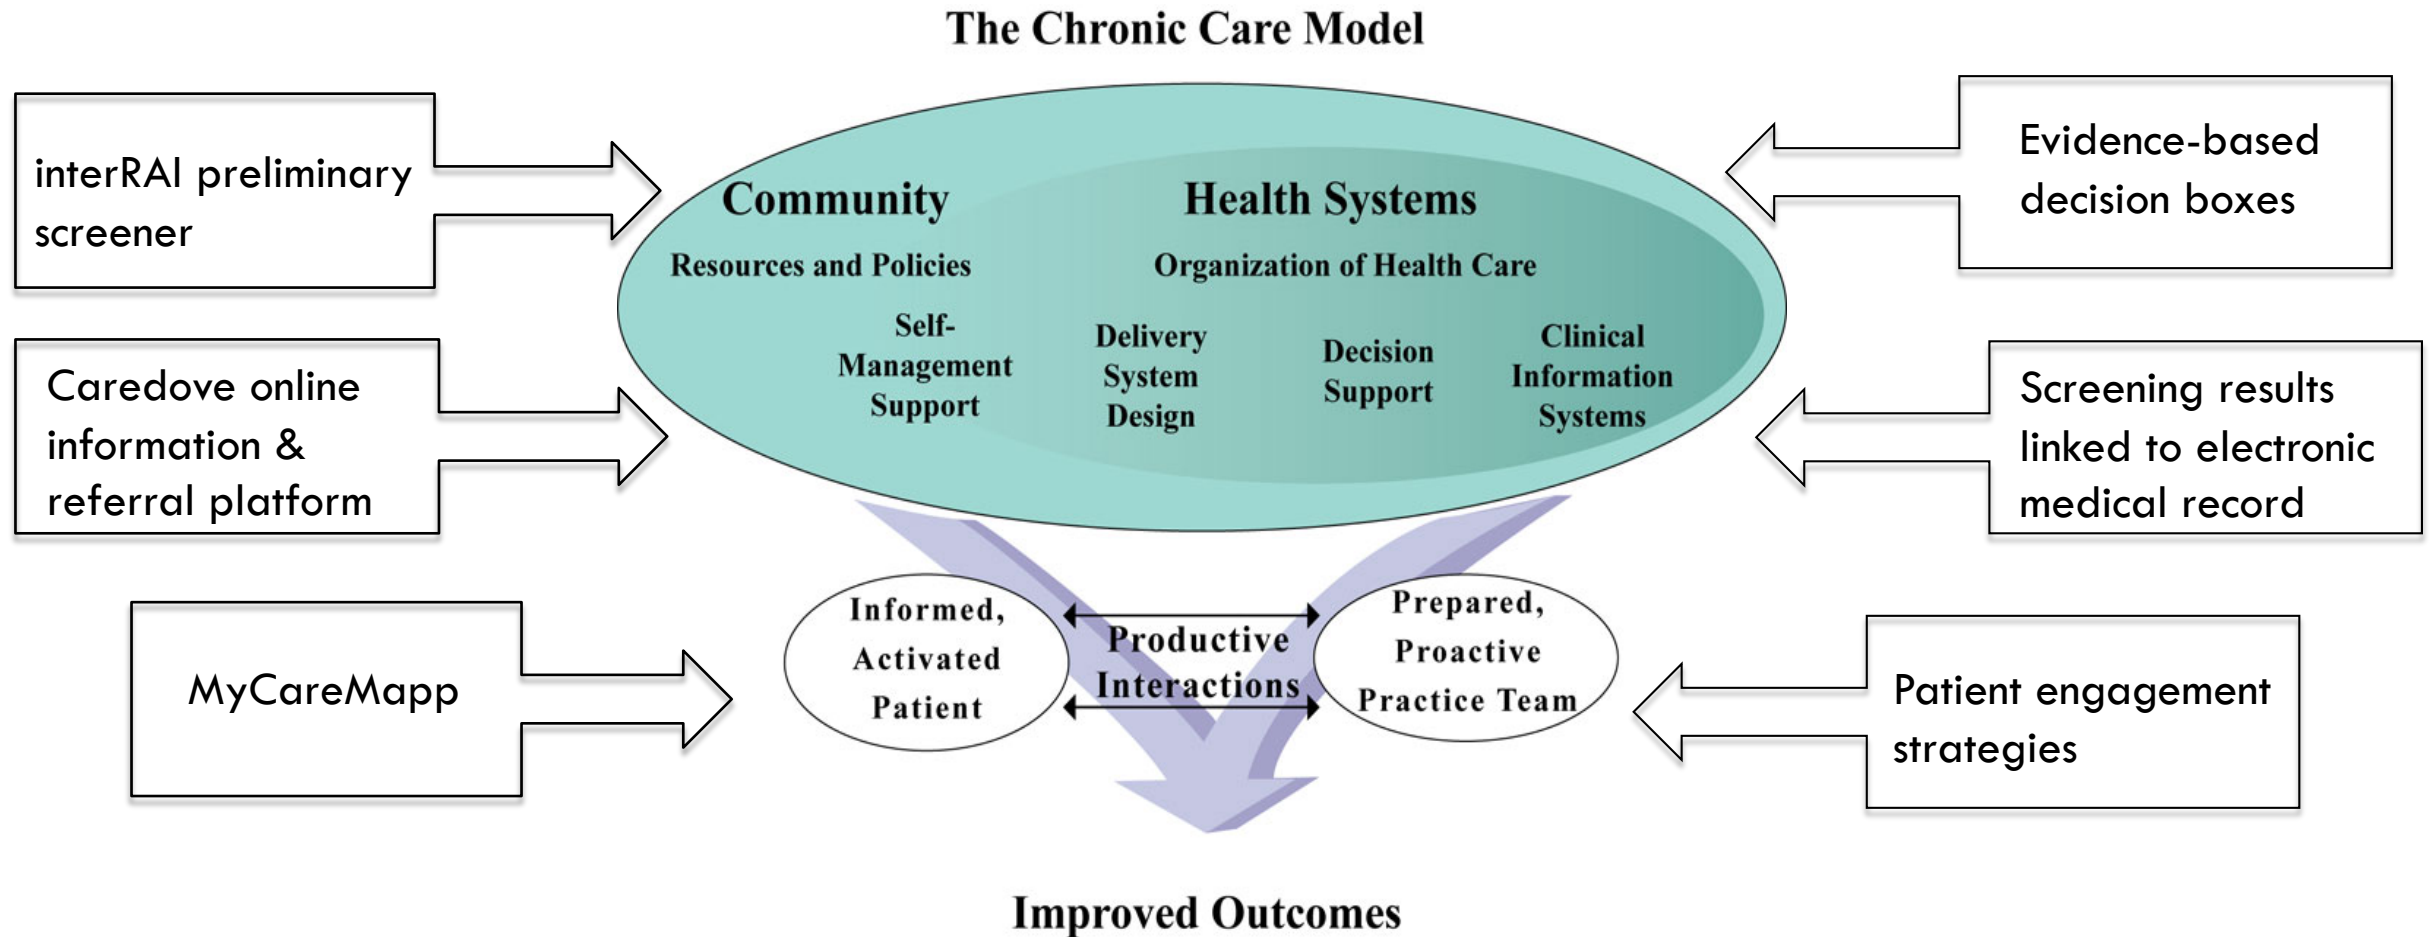 The Chronic Care Model
interRAI preliminary
screener
Caredove online
information &
referral platform
MyCareMapp
Community
Resources and Policies
Health Systems
Organization of Health Care
Self-
Management
Support
Delivery
System
Design
Decision
Support
Clinical
Information
Systems
Informed,
Activated
Patient
Productive
Interactions
Prepared,
Proactive
Practice Team
Evidence-based
decision boxes
Screening results
linked to electronic
medical record
Patient engagement
strategies
Improved Outcomes